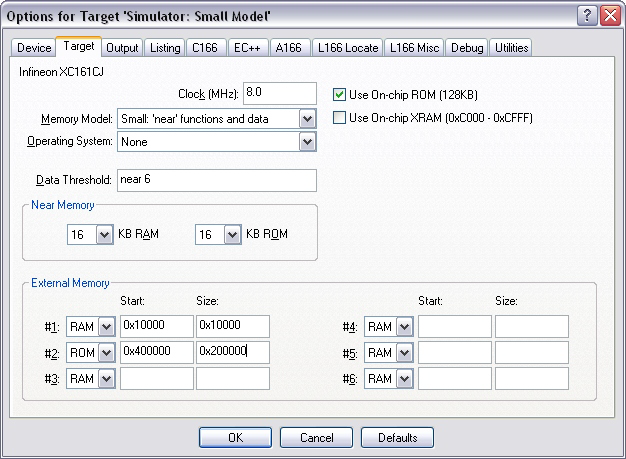 Options for Target 'Simulator: Small Model'
Device Target Output Listing C166 EC++ A166 L166 Locate L166 Misc Debug Utilities
Infineon XC161CJ
Clock (MHz): 8.0 Use On-chip ROM (128KB)
Memory Model: Small: 'near' functions and data Use On-chip XRAM (0xC000 - 0xCFFF)
Operating System: None
Data Threshold: near 6
Near Memory
16 KB RAM 16 KB ROM
External Memory
Start: Size: Start: Size:
#1: RAM 0x10000 0x10000 #4: RAM
#2: ROM 0x400000 0x200000 #5: RAM
#3: RAM #6: RAM
OK Cancel Defaults